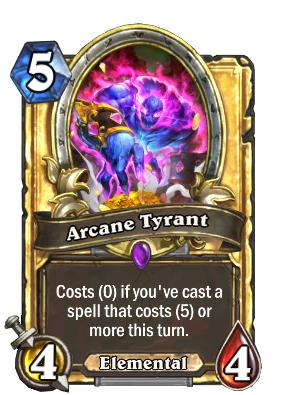 5
Arcane Tyrant
Costs (0) if you've cast a
spell that costs (5) or
more this turn.
4
Elemental
4